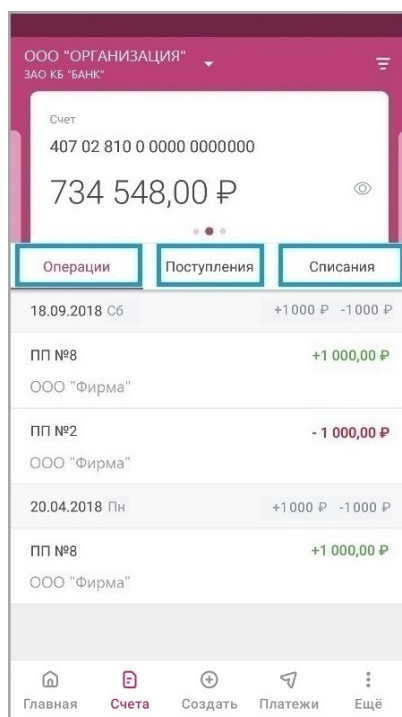 ООО "ОРГАНИЗАЦИЯ"
ЗАО КБ "БАНК"
Счет
407 02 810 0 0000 0000000
734 548,00 ₽
Операции Поступления Списания
18.09.2018 Сб +1000 ₽ -1000 ₽
ПП №8 +1 000,00 ₽
ООО "Фирма"
ПП №2 - 1 000,00 ₽
ООО "Фирма"
20.04.2018 Пн +1000 ₽ -1000 ₽
ПП №8 +1 000,00 ₽
ООО "Фирма"
Главная Счета Создать Платежи Ещё